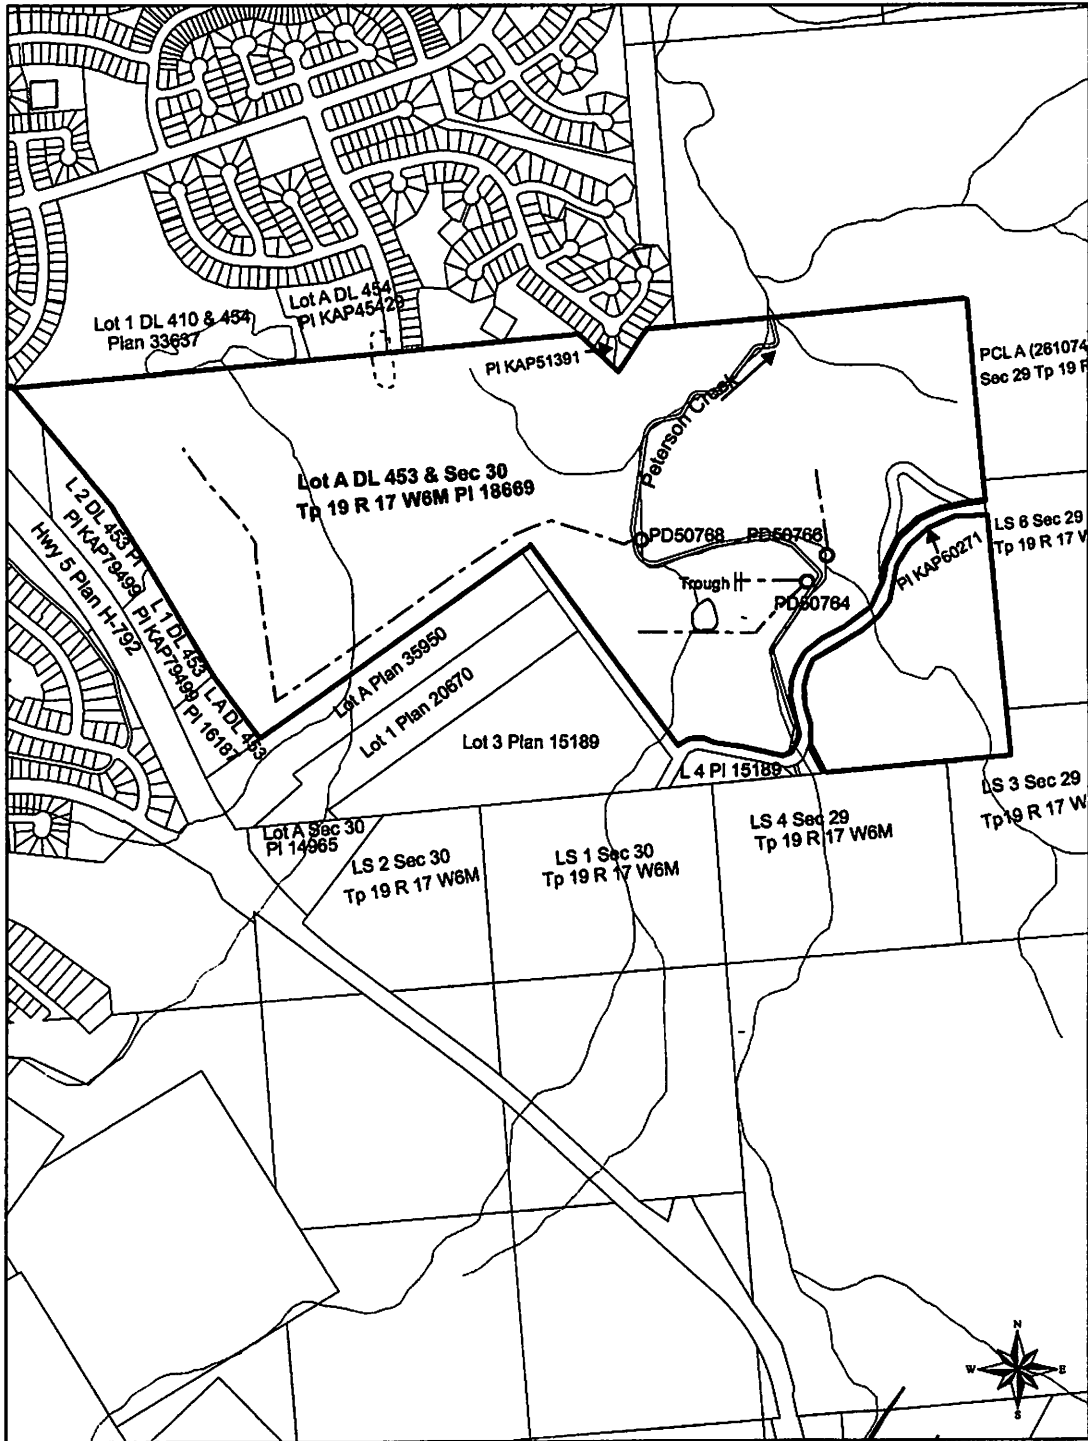 Lot A DL 454
Pl KAP45429
Lot 1 DL 410 & 454
Plan 33637
Pl KAP51391
PCL A (261074
Sec 29 Tp 19 R
Peterson Creek
Lot A DL 453 & Sec 30
Tp 19 R 17 W6M Pl 18669
L 2 DL 453 Pl
Pl KAP79499
L 1 DL 453
Pl KAP79499
L A DL 453
Pl 16187
Hwy 5 Plan H-792
PD50768
PD50766
LS 6 Sec 29
Tp 19 R 17 W
Pl KAP60271
Trough
PD50764
Lot A Plan 35950
Lot 1 Plan 20670
Lot 3 Plan 15189
L 4 Pl 15189
LS 3 Sec 29
Tp19 R 17 W
Lot A Sec 30
Pl 14965
LS 2 Sec 30
Tp 19 R 17 W6M
LS 1 Sec 30
Tp 19 R 17 W6M
LS 4 Sec 29
Tp 19 R 17 W6M
N
W E
S